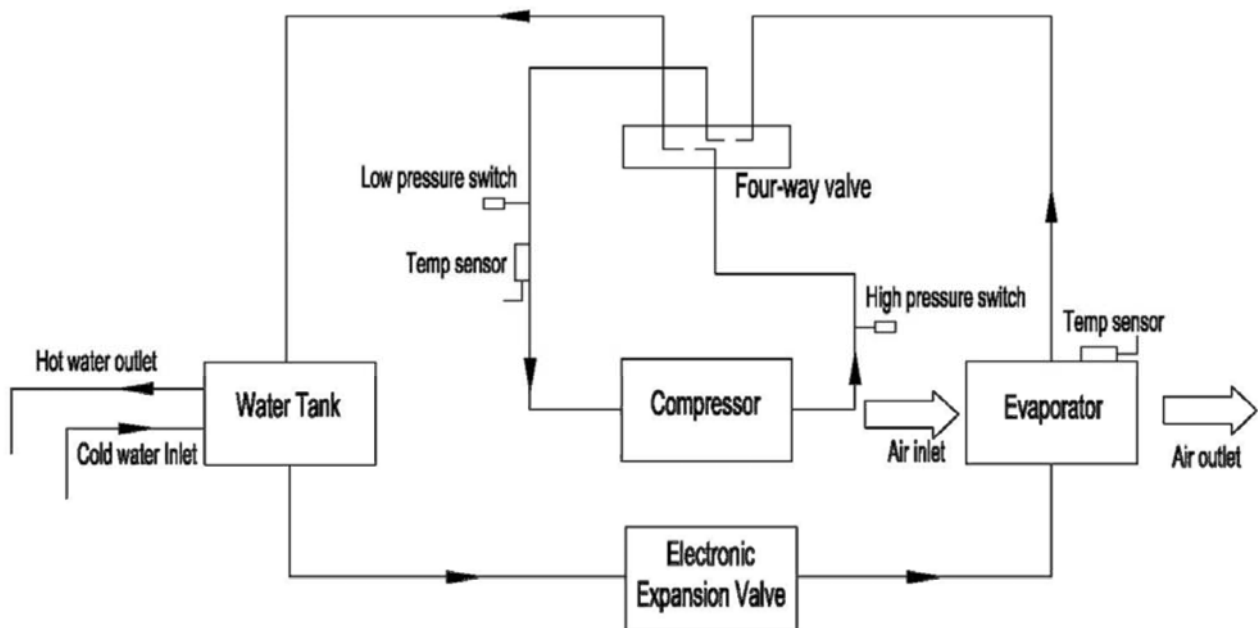 Low pressure switch
Four-way valve
Temp sensor
High pressure switch
Temp sensor
Hot water outlet
Water Tank
Compressor
Evaporator
Cold water Inlet
Air inlet
Air outlet
Electronic
Expansion Valve